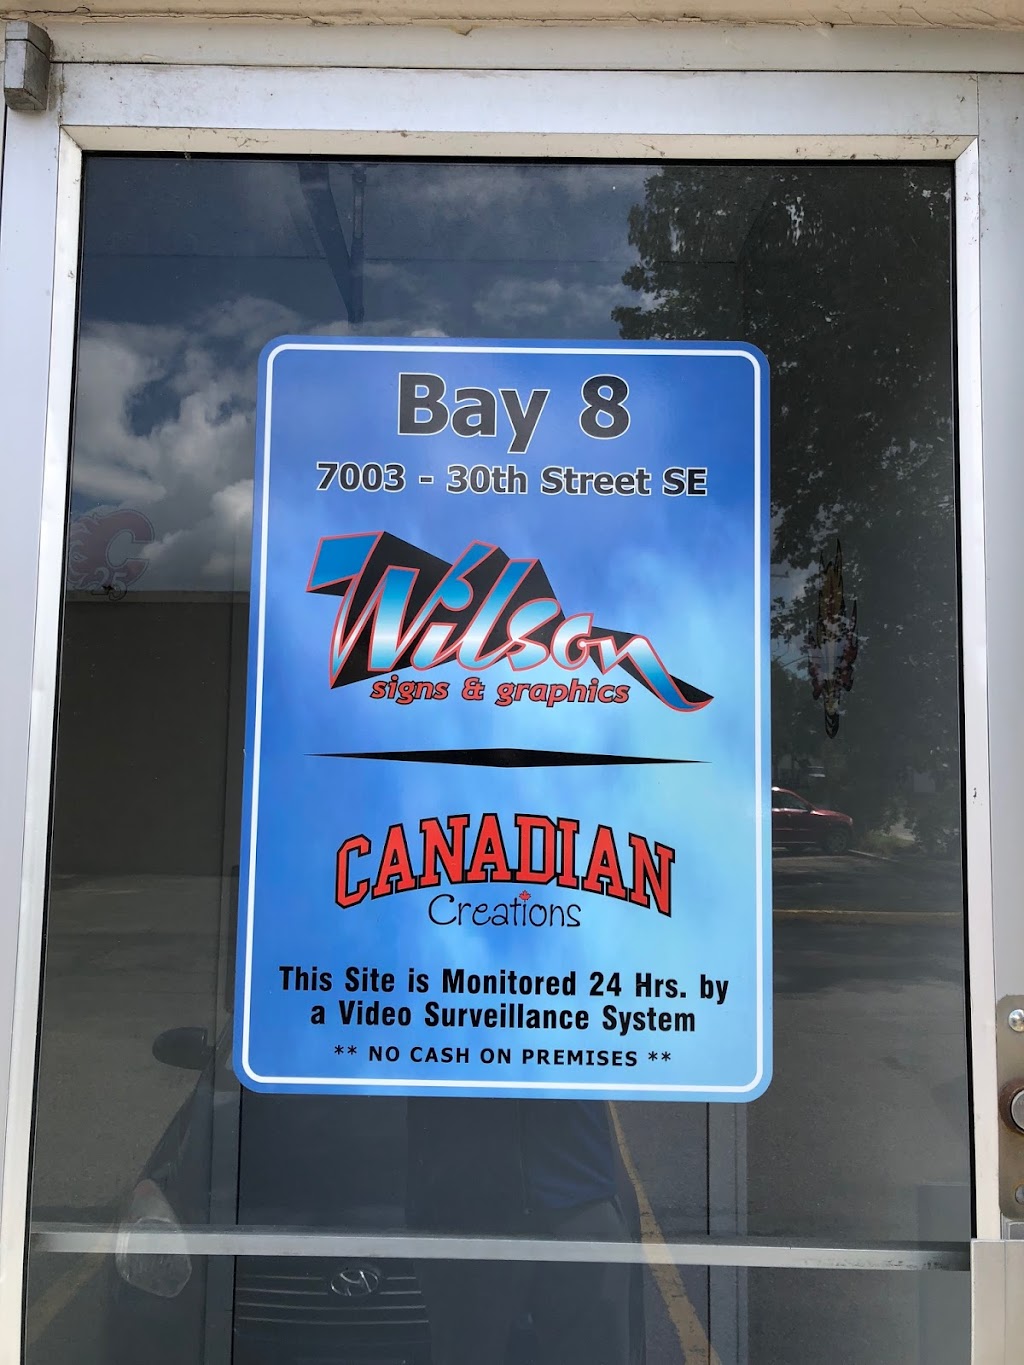 Bay 8
7003 - 30th Street SE
Wilson
signs & graphics
CANADIAN
Creations
This Site is Monitored 24 Hrs. by
a Video Surveillance System
** NO CASH ON PREMISES **
C
25